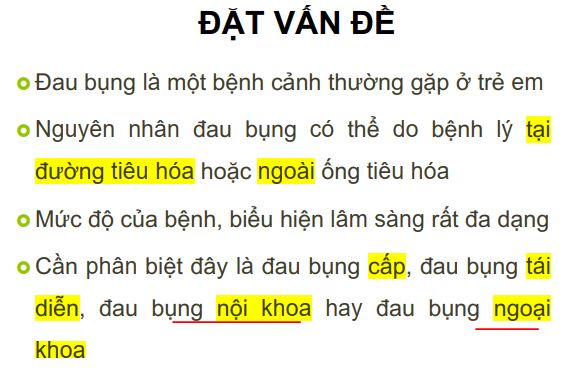 ĐẶT VẤN ĐỀ
Đau bụng là một bệnh cảnh thường gặp ở trẻ em
Nguyên nhân đau bụng có thể do bệnh lý tại
đường tiêu hóa hoặc ngoài ống tiêu hóa
Mức độ của bệnh, biểu hiện lâm sàng rất đa dạng
Cần phân biệt đây là đau bụng cấp, đau bụng tái
diễn, đau bụng nội khoa hay đau bụng ngoại
khoa